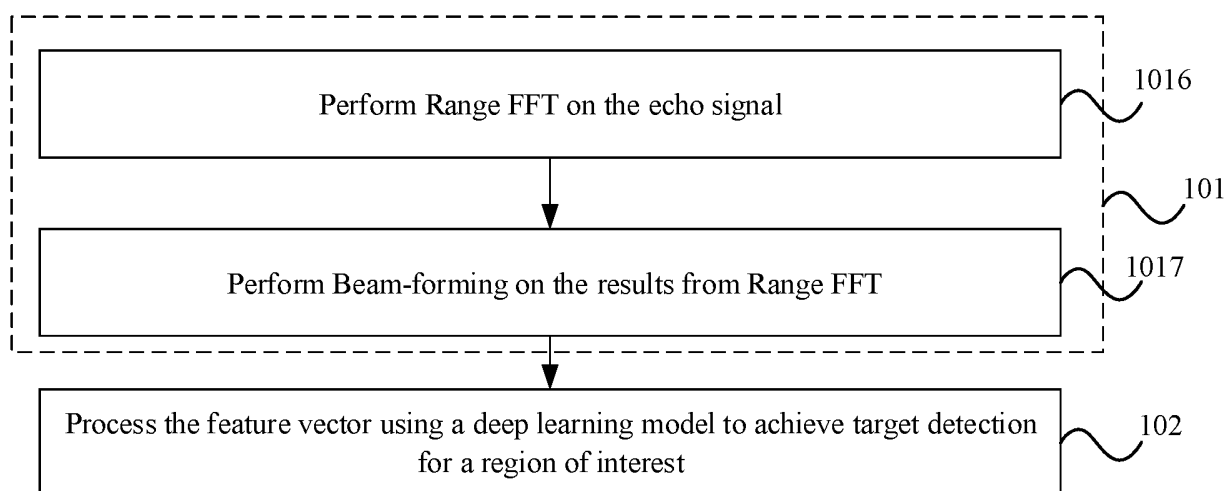 Perform Range FFT on the echo signal
1016
101
Perform Beam-forming on the results from Range FFT
1017
Process the feature vector using a deep learning model to achieve target detection
for a region of interest
102